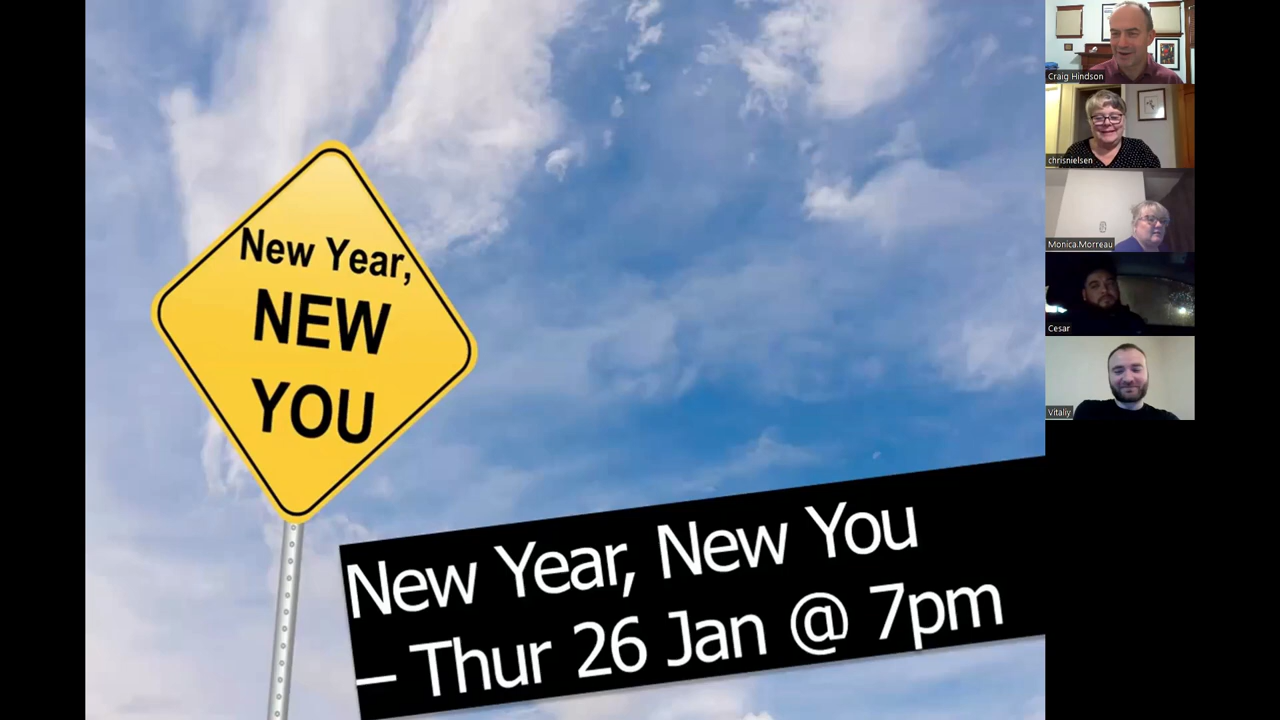 New Year,
NEW
YOU
New Year, New You
– Thur 26 Jan @ 7pm
Craig Hindson
chrisnielsen
Monica.Morreau
Cesar
Vitaliy